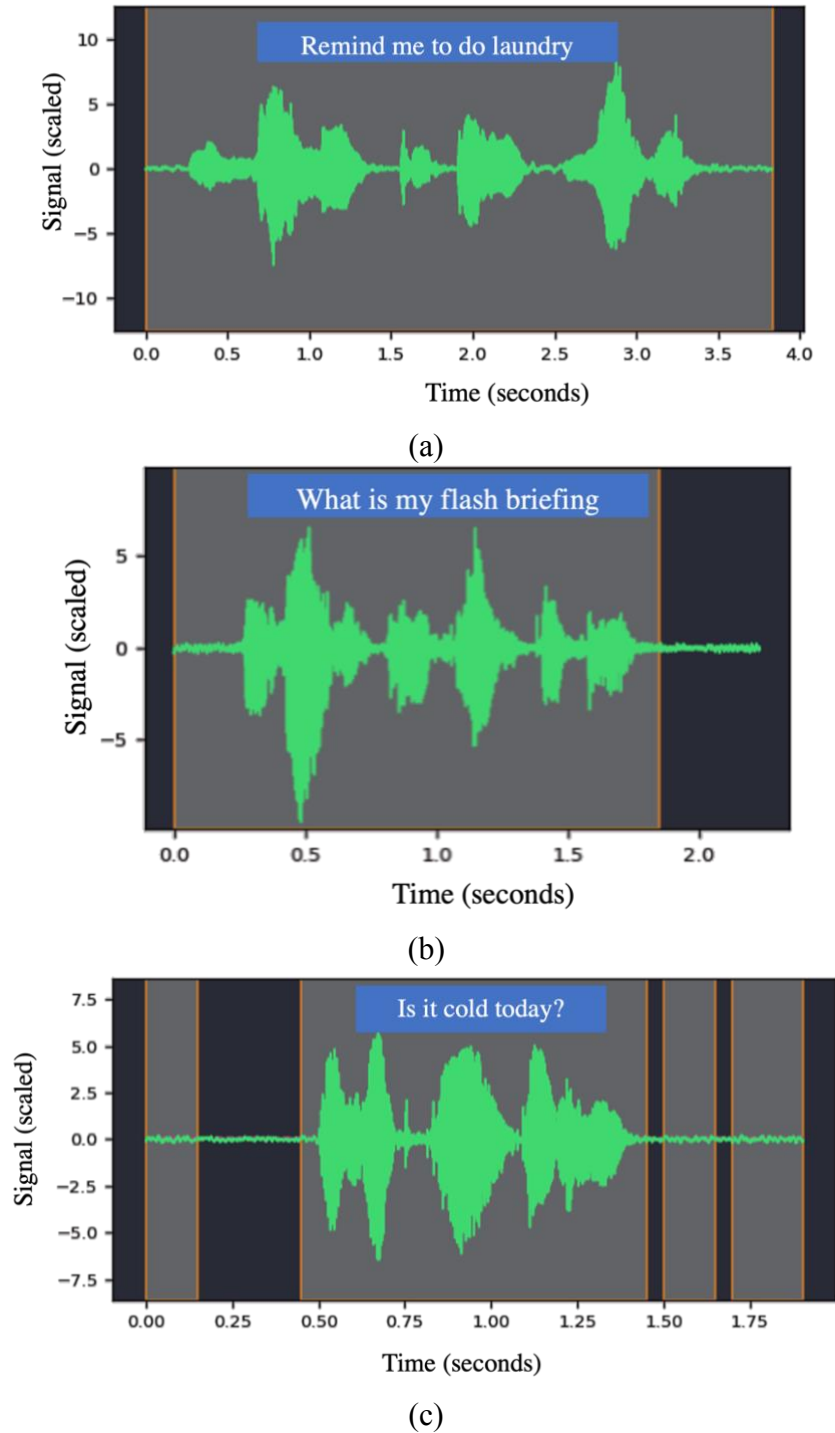 Remind me to do laundry
Signal (scaled)
10
5
0
−5
−10
0.0 0.5 1.0 1.5 2.0 2.5 3.0 3.5 4.0
Time (seconds)
(a)
What is my flash briefing
Signal (scaled)
5
0
−5
0.0 0.5 1.0 1.5 2.0
Time (seconds)
(b)
Is it cold today?
Signal (scaled)
7.5
5.0
2.5
0.0
−2.5
−5.0
−7.5
0.00 0.25 0.50 0.75 1.00 1.25 1.50 1.75
Time (seconds)
(c)